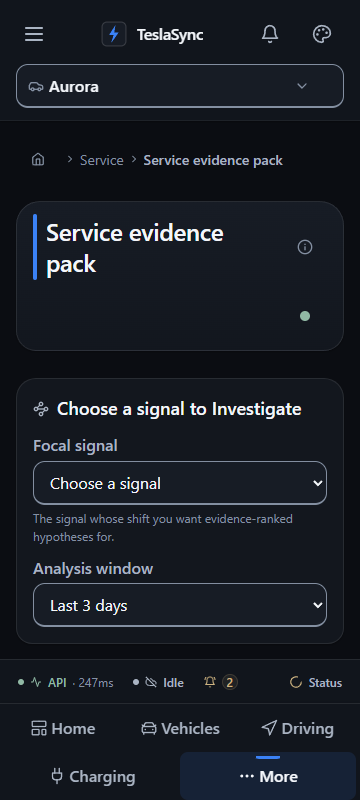 TeslaSync
Aurora
Service
Service evidence pack
Service evidence
pack
Choose a signal to Investigate
Focal signal
Choose a signal
The signal whose shift you want evidence-ranked
hypotheses for.
Analysis window
Last 3 days
API · 247ms
Idle
2
Status
Home
Vehicles
Driving
Charging
More